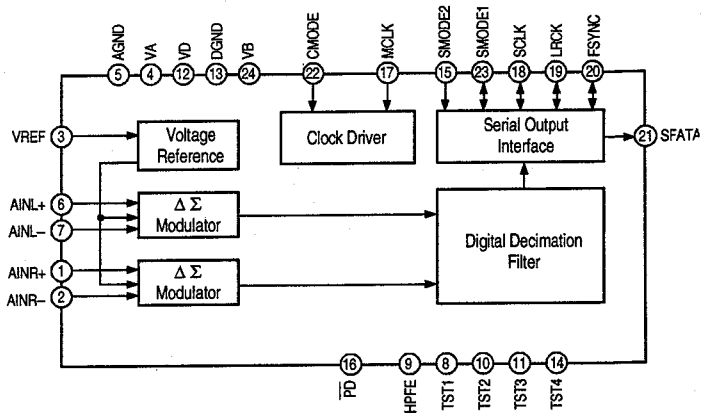 AGND
VA
VD
DGND
VB
CMODE
MCLK
SMODE2
SMODE1
SCLK
LRCK
FSYNC
5
4
12
13
24
22
17
15
23
18
19
20
VREF
3
Voltage
Reference
Clock Driver
Serial Output
Interface
21
SFATA
AINL+
6
AINL–
7
Δ Σ
Modulator
Digital Decimation
Filter
AINR+
1
AINR–
2
Δ Σ
Modulator
16
9
8
10
11
14
PD
HPFE
TST1
TST2
TST3
TST4